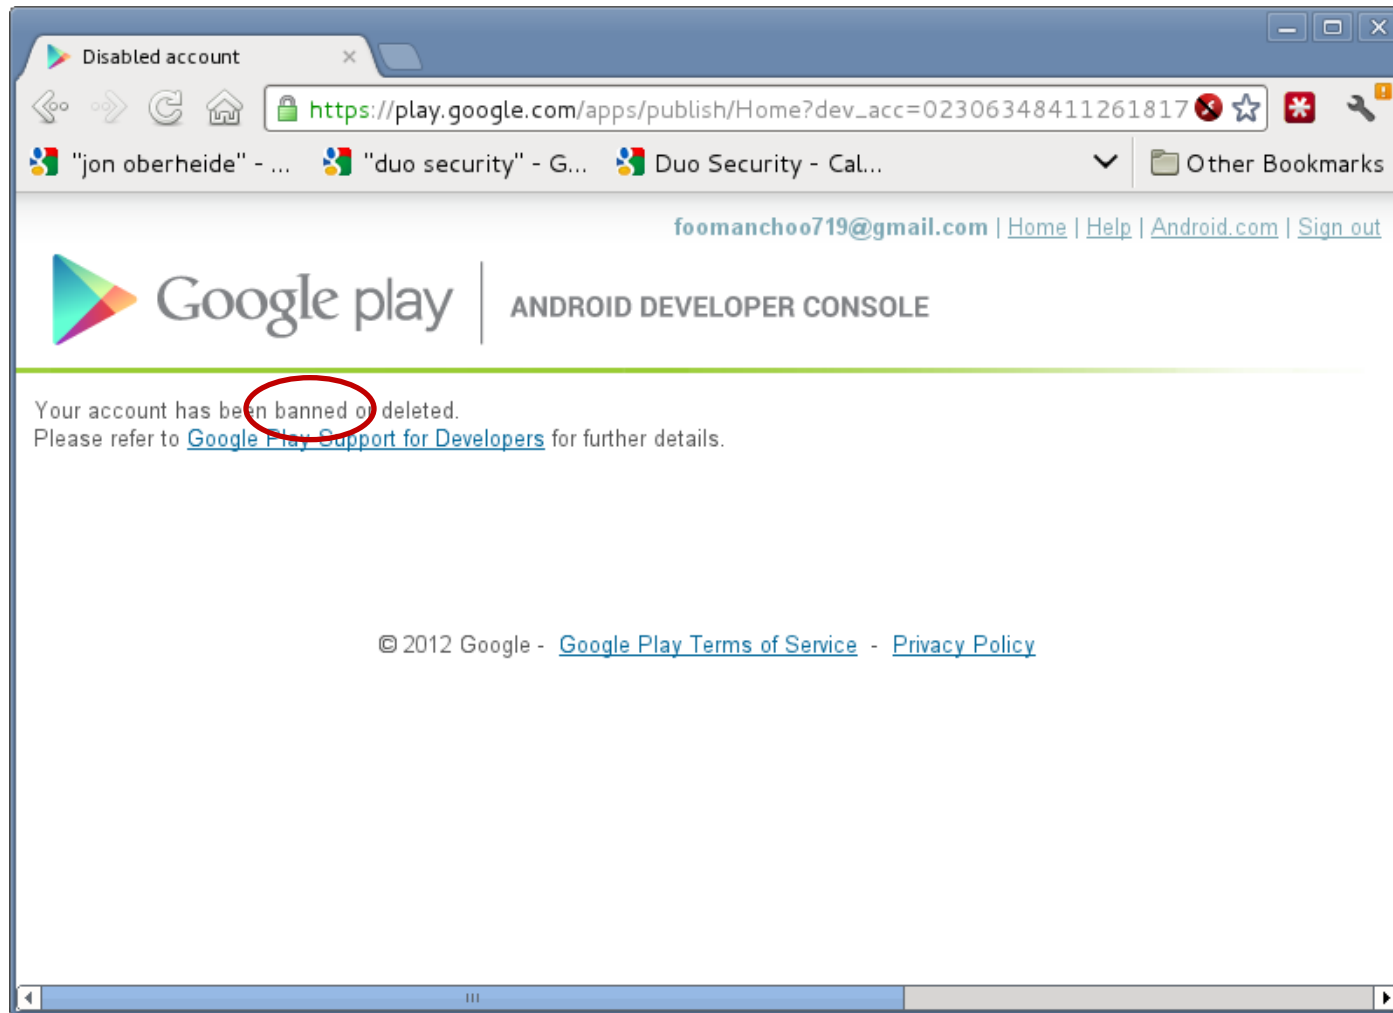 Disabled account
https://play.google.com/apps/publish/Home?dev_acc=02306348411261817
"jon oberheide" - ... "duo security" - G... Duo Security - Cal... Other Bookmarks
foomanchoo719@gmail.com | Home | Help | Android.com | Sign out
Google play ANDROID DEVELOPER CONSOLE
Your account has been banned or deleted.
Please refer to Google Play Support for Developers for further details.
© 2012 Google - Google Play Terms of Service - Privacy Policy